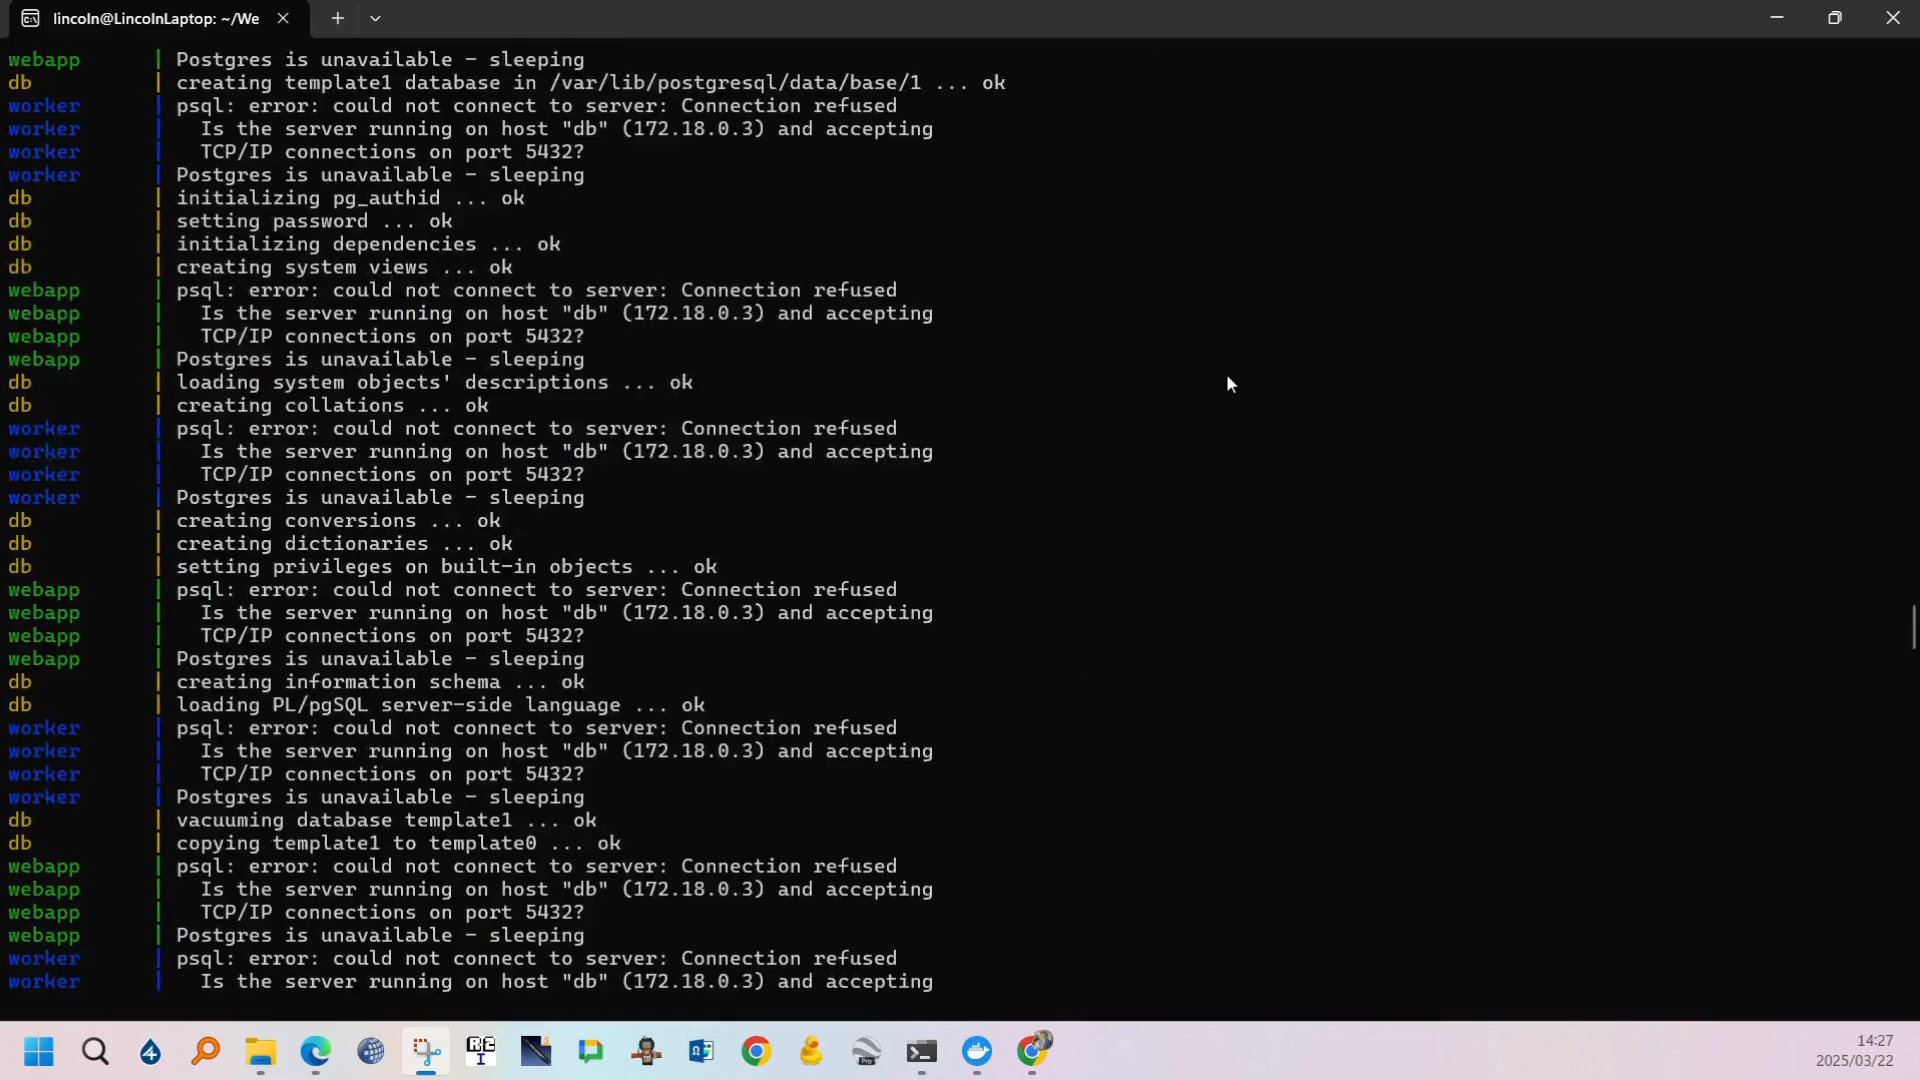 lincoln@LincolnLaptop: ~/We
webapp | Postgres is unavailable - sleeping
db | creating template1 database in /var/lib/postgresql/data/base/1 ... ok
worker | psql: error: could not connect to server: Connection refused
worker | Is the server running on host "db" (172.18.0.3) and accepting
worker | TCP/IP connections on port 5432?
worker | Postgres is unavailable - sleeping
db | initializing pg_authid ... ok
db | setting password ... ok
db | initializing dependencies ... ok
db | creating system views ... ok
webapp | psql: error: could not connect to server: Connection refused
webapp | Is the server running on host "db" (172.18.0.3) and accepting
webapp | TCP/IP connections on port 5432?
webapp | Postgres is unavailable - sleeping
db | loading system objects' descriptions ... ok
db | creating collations ... ok
worker | psql: error: could not connect to server: Connection refused
worker | Is the server running on host "db" (172.18.0.3) and accepting
worker | TCP/IP connections on port 5432?
worker | Postgres is unavailable - sleeping
db | creating conversions ... ok
db | creating dictionaries ... ok
db | setting privileges on built-in objects ... ok
webapp | psql: error: could not connect to server: Connection refused
webapp | Is the server running on host "db" (172.18.0.3) and accepting
webapp | TCP/IP connections on port 5432?
webapp | Postgres is unavailable - sleeping
db | creating information schema ... ok
db | loading PL/pgSQL server-side language ... ok
worker | psql: error: could not connect to server: Connection refused
worker | Is the server running on host "db" (172.18.0.3) and accepting
worker | TCP/IP connections on port 5432?
worker | Postgres is unavailable - sleeping
db | vacuuming database template1 ... ok
db | copying template1 to template0 ... ok
webapp | psql: error: could not connect to server: Connection refused
webapp | Is the server running on host "db" (172.18.0.3) and accepting
webapp | TCP/IP connections on port 5432?
webapp | Postgres is unavailable - sleeping
worker | psql: error: could not connect to server: Connection refused
worker | Is the server running on host "db" (172.18.0.3) and accepting
14:27
2025/03/22